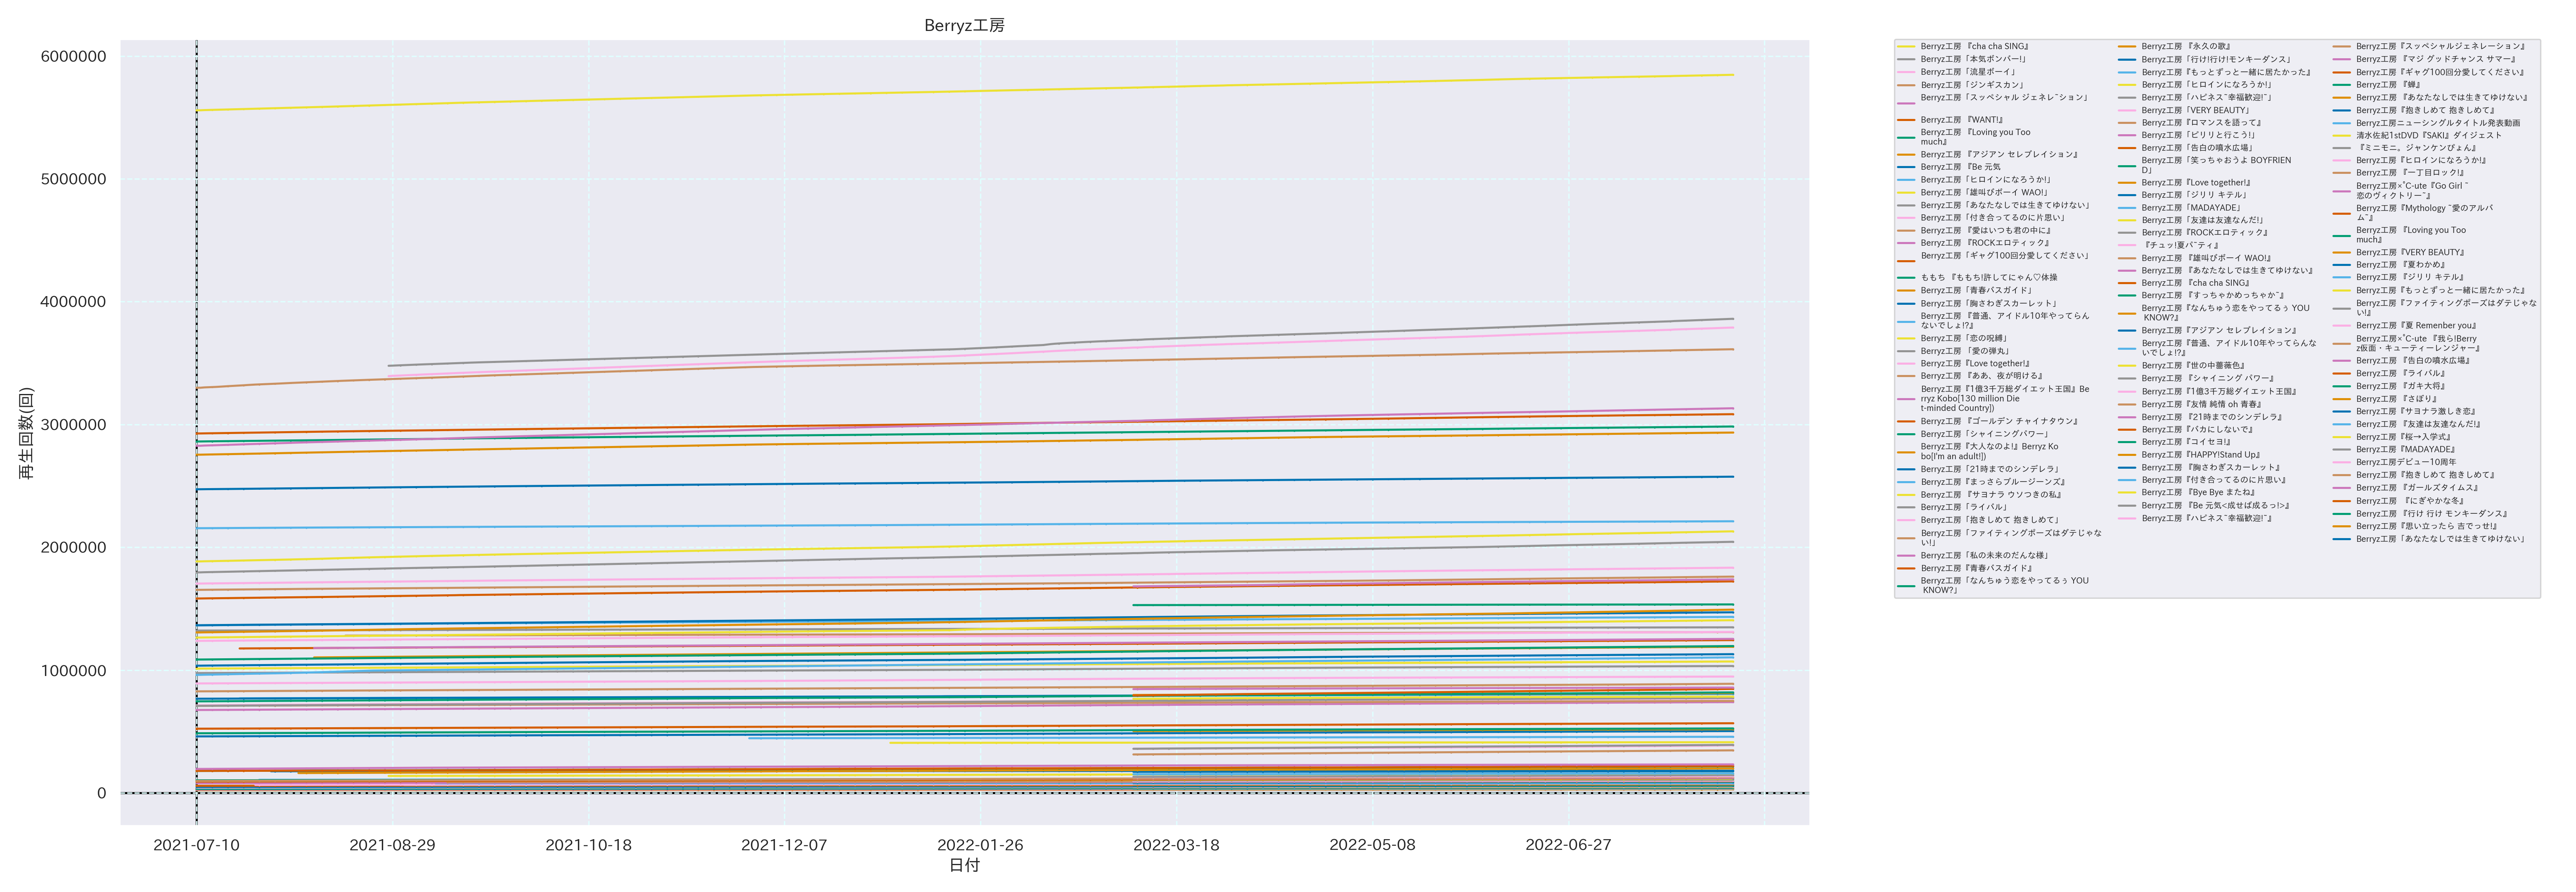 Berryz工房
6000000
5000000
4000000
3000000
2000000
1000000
0
再生回数(回)
2021-07-10
2021-08-29
2021-10-18
2021-12-07
2022-01-26
2022-03-18
2022-05-08
2022-06-27
日付
Berryz工房 『cha cha SING』
Berryz工房 「本気ボンバー!」
Berryz工房 「流星ボーイ」
Berryz工房 「ジンギスカン」
Berryz工房 「スッペシャル ジェネレ~ション」
Berryz工房 『WANT!』
Berryz工房 『Loving you Too
much』
Berryz工房 『アジアン セレブレイション』
Berryz工房 『Be 元気
Berryz工房 「ヒロインになろうか!」
Berryz工房 「雄叫びボーイ WAO!」
Berryz工房 「あなたなしでは生きてゆけない」
Berryz工房 「付き合ってるのに片思い」
Berryz工房 『愛はいつも君の中に』
Berryz工房 『ROCKエロティック』
Berryz工房 「ギャグ100回分愛してください」
ももち 『ももち!許してにゃん♡体操
Berryz工房 「青春バスガイド」
Berryz工房 「胸さわぎスカーレット」
Berryz工房 『普通、アイドル10年やってらん
ないでしょ!?』
Berryz工房 「恋の呪縛」
Berryz工房 「愛の弾丸」
Berryz工房 『Love together!』
Berryz工房 『ああ、夜が明ける』
Berryz工房 『1億3千万総ダイエット王国』Be
rryz Kobo[130 million Die
t-minded Country])
Berryz工房 『ゴールデン チャイナタウン』
Berryz工房 「シャイニングパワー」
Berryz工房 『大人なのよ!』Berryz Ko
bo[I'm an adult!])
Berryz工房 「21時までのシンデレラ」
Berryz工房 『まっさらブルージーンズ』
Berryz工房 『サヨナラ ウソつきの私』
Berryz工房 「ライバル」
Berryz工房 「抱きしめて 抱きしめて」
Berryz工房 「ファイティングポーズはダテじゃな
い!」
Berryz工房 「私の未来のだんな様」
Berryz工房 『青春バスガイド』
Berryz工房 「なんちゅう恋をやってるぅ YOU
KNOW?」
Berryz工房 『永久の歌』
Berryz工房 「行け!行け!モンキーダンス」
Berryz工房 『もっとずっと一緒に居たかった』
Berryz工房 「ヒロインになろうか!」
Berryz工房 「ハピネス~幸福歓迎!~」
Berryz工房 「VERY BEAUTY」
Berryz工房 『ロマンスを語って』
Berryz工房 「ピリリと行こう!」
Berryz工房 「告白の噴水広場」
Berryz工房 「笑っちゃおうよ BOYFRIEN
D」
Berryz工房 『Love together!』
Berryz工房 「ジリリ キテル」
Berryz工房 「MADAYADE」
Berryz工房 「友達は友達なんだ!」
Berryz工房 『ROCKエロティック』
『チュッ!夏パ~ティ』
Berryz工房 『雄叫びボーイ WAO!』
Berryz工房 『あなたなしでは生きてゆけない』
Berryz工房 『cha cha SING』
Berryz工房 『すっちゃかめっちゃか~』
Berryz工房 『なんちゅう恋をやってるぅ YOU
KNOW?』
Berryz工房 『アジアン セレブレイション』
Berryz工房 『普通、アイドル10年やってらんな
いでしょ!?』
Berryz工房 『世の中薔薇色』
Berryz工房 『シャイニング パワー』
Berryz工房 『1億3千万総ダイエット王国』
Berryz工房 『友情 純情 oh 青春』
Berryz工房 『21時までのシンデレラ』
Berryz工房 『バカにしないで』
Berryz工房 『コイセヨ!』
Berryz工房 『HAPPY!Stand Up』
Berryz工房 『胸さわぎスカーレット』
Berryz工房 『付き合ってるのに片思い』
Berryz工房 『Bye Bye またね』
Berryz工房 『Be 元気<成せば成るっ!>』
Berryz工房 『ハピネス~幸福歓迎!~』
Berryz工房 『スッペシャルジェネレーション』
Berryz工房 『マジ グッドチャンス サマー』
Berryz工房 『ギャグ100回分愛してください』
Berryz工房 『蝉』
Berryz工房 『あなたなしでは生きてゆけない』
Berryz工房 『抱きしめて 抱きしめて』
Berryz工房ニューシングルタイトル発表動画
清水佐紀1stDVD『SAKI』ダイジェスト
『ミニモニ。ジャンケンぴょん』
Berryz工房 『ヒロインになろうか!』
Berryz工房 『一丁目ロック!』
Berryz工房×℃-ute『Go Girl ~
恋のヴィクトリー~』
Berryz工房 『Mythology ~愛のアルバ
ム~』
Berryz工房 『Loving you Too
much』
Berryz工房 『VERY BEAUTY』
Berryz工房 『夏わかめ』
Berryz工房 『ジリリ キテル』
Berryz工房 『もっとずっと一緒に居たかった』
Berryz工房 『ファイティングポーズはダテじゃな
い!』
Berryz工房 『夏 Remenber you』
Berryz工房×℃-ute 『我ら!Berry
z仮面・キューティーレンジャー』
Berryz工房 『告白の噴水広場』
Berryz工房 『ライバル』
Berryz工房 『ガキ大将』
Berryz工房 『さぼり』
Berryz工房 『サヨナラ激しき恋』
Berryz工房 『友達は友達なんだ!』
Berryz工房 『桜→入学式』
Berryz工房 『MADAYADE』
Berryz工房デビュー10周年
Berryz工房 『抱きしめて 抱きしめて』
Berryz工房 『ガールズタイムス』
Berryz工房 『にぎやかな冬』
Berryz工房 『行け 行け モンキーダンス』
Berryz工房 『思い立ったら 吉でっせ!』
Berryz工房 「あなたなしでは生きてゆけない」